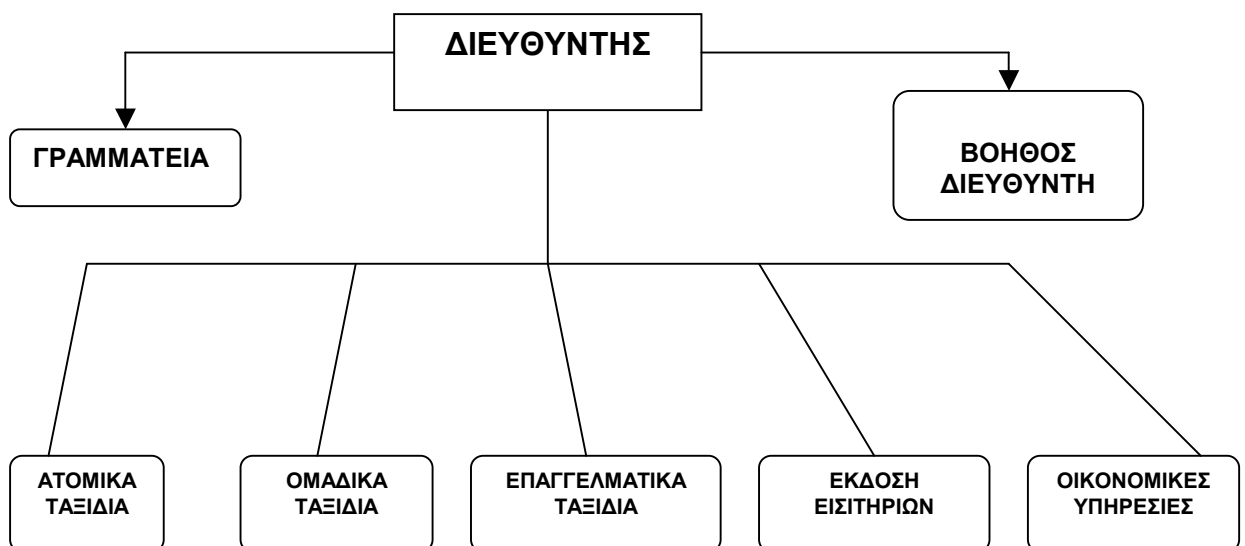 ΔΙΕΥΘΥΝΤΗΣ
ΓΡΑΜΜΑΤΕΙΑ
ΒΟΗΘΟΣ
ΔΙΕΥΘΥΝΤΗ
ΑΤΟΜΙΚΑ
ΤΑΞΙΔΙΑ
ΟΜΑΔΙΚΑ
ΤΑΞΙΔΙΑ
ΕΠΑΓΓΕΛΜΑΤΙΚΑ
ΤΑΞΙΔΙΑ
ΕΚΔΟΣΗ
ΕΙΣΙΤΗΡΙΩΝ
ΟΙΚΟΝΟΜΙΚΕΣ
ΥΠΗΡΕΣΙΕΣ